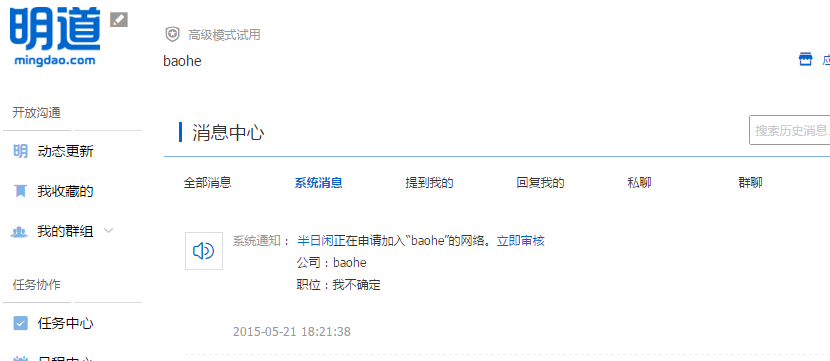 明道
mingdao.com
高级模式试用
baohe
开放沟通
明 动态更新
我收藏的
我的群组
任务协作
任务中心
消息中心
搜索历史消息
全部消息 系统消息 提到我的 回复我的 私聊 群聊
系统通知： 半日闲正在申请加入“baohe”的网络。立即审核
公司：baohe
职位：我不确定
2015-05-21 18:21:38